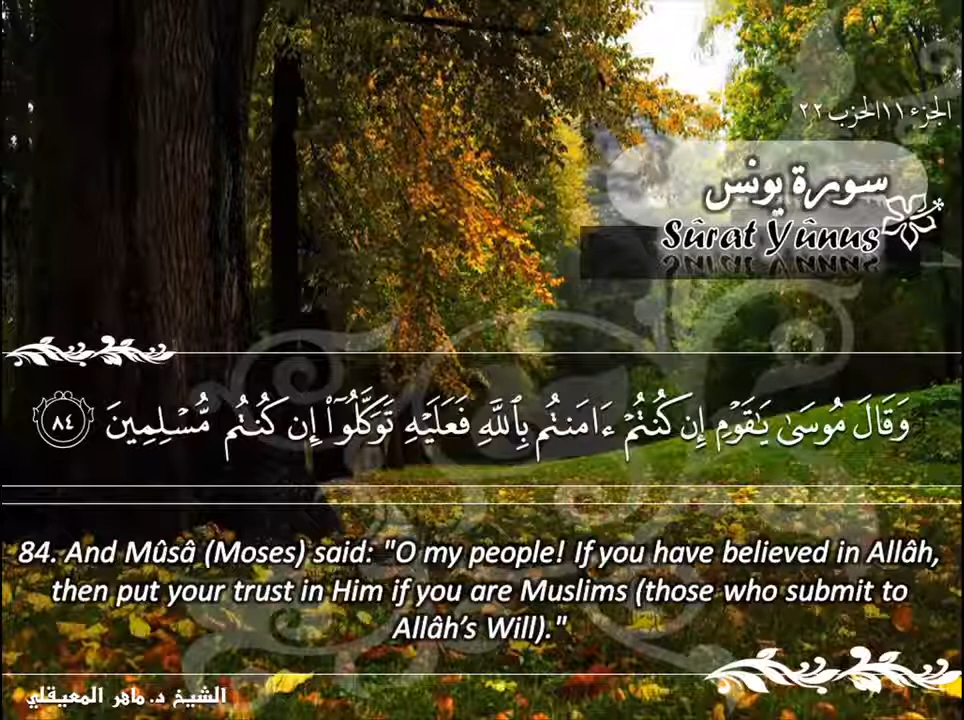 الجزء ١١ الحزب ٢٢
سورة يونس
Sûrat Yûnus
وَقَالَ مُوسَىٰ يَـٰقَوْمِ إِن كُنتُمْ ءَامَنتُم بِٱللَّهِ فَعَلَيْهِ تَوَكَّلُوٓا۟ إِن كُنتُم مُّسْلِمِينَ ٨٤
84. And Mûsâ (Moses) said: "O my people! If you have believed in Allâh,
then put your trust in Him if you are Muslims (those who submit to
Allâh's Will)."
الشيخ د. ماهر المعيقلي